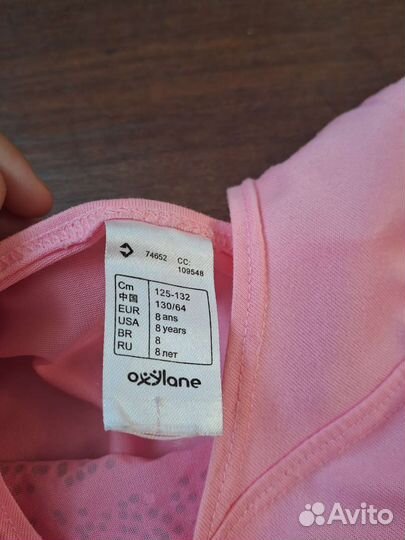 74652 CC: 109548
Cm 125-132
中国 130/64
EUR 8 ans
USA 8 years
BR 8
RU 8 лет
oxylane
Avito